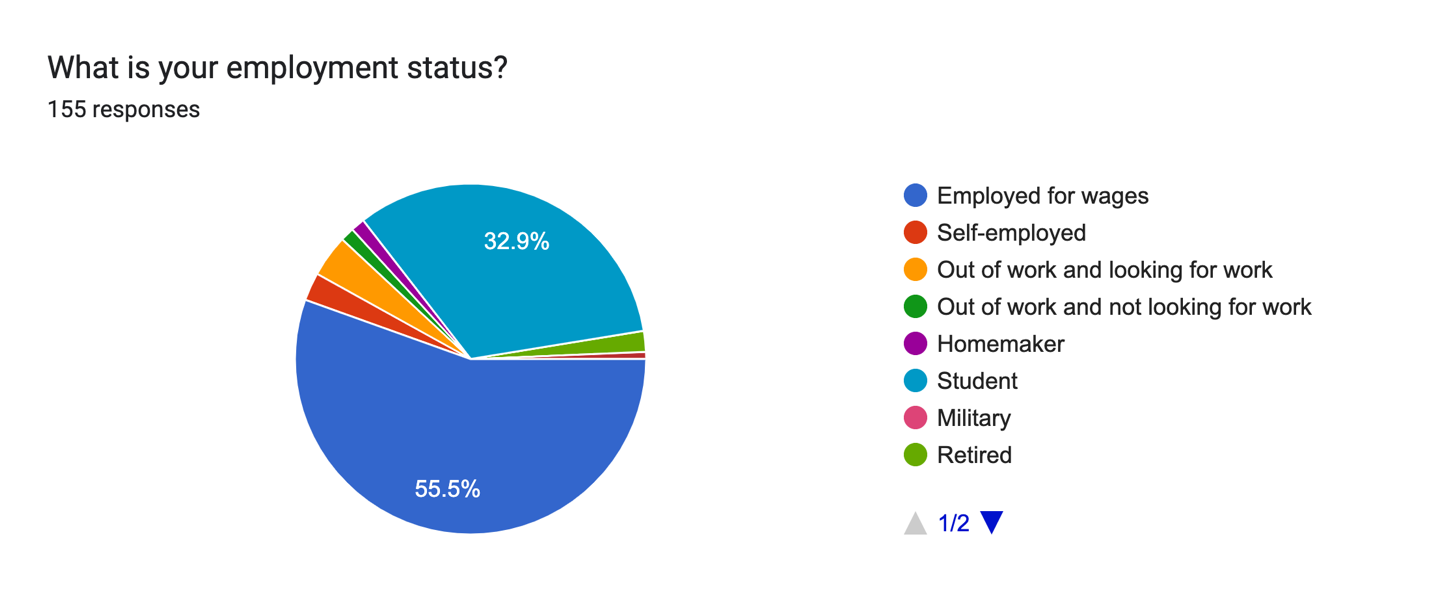 What is your employment status?
155 responses
32.9%
55.5%
Employed for wages
Self-employed
Out of work and looking for work
Out of work and not looking for work
Homemaker
Student
Military
Retired
1/2